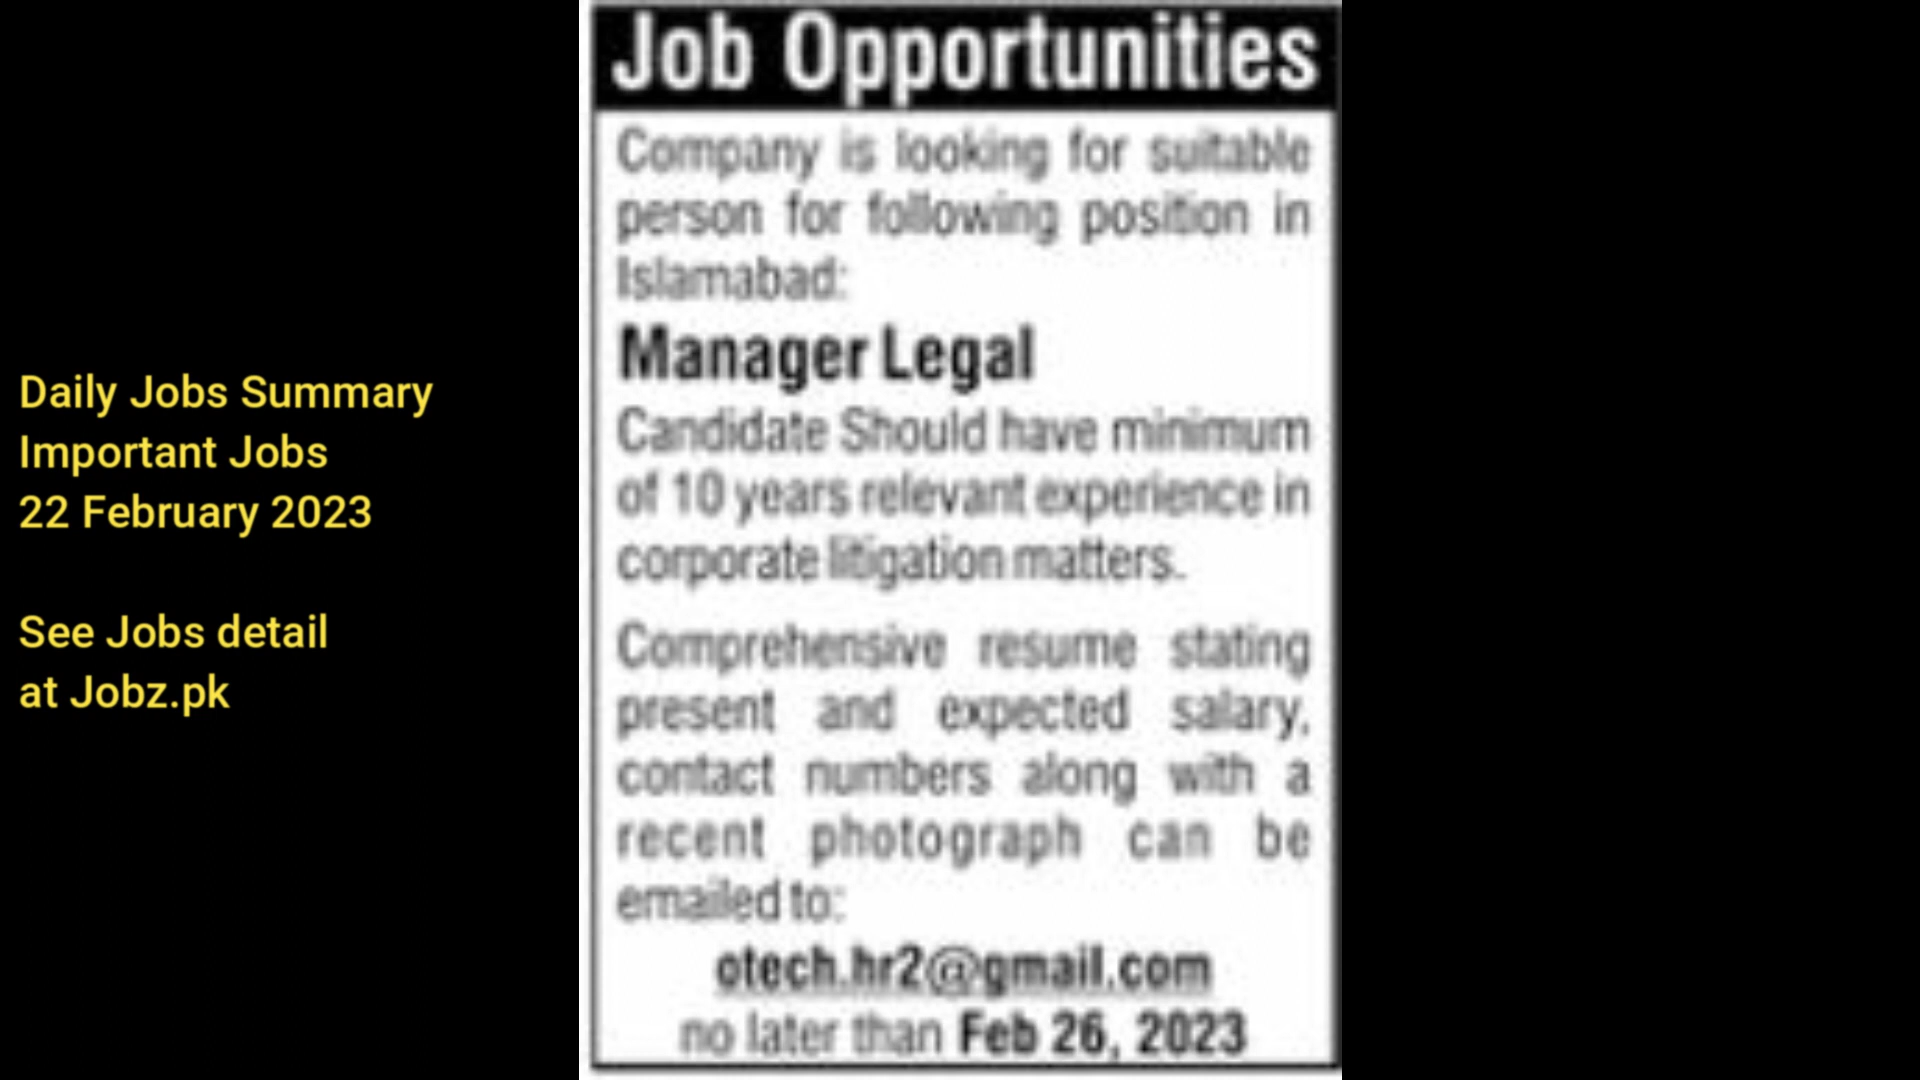 Daily Jobs Summary
Important Jobs
22 February 2023
See Jobs detail
at Jobz.pk
Job Opportunities
Company is looking for suitable
person for following position in
Islamabad:
Manager Legal
Candidate Should have minimum
of 10 years relevant experience in
corporate litigation matters.
Comprehensive resume stating
present and expected salary,
contact numbers along with a
recent photograph can be
emailed to:
otech.hr2@gmail.com
no later than Feb 26, 2023